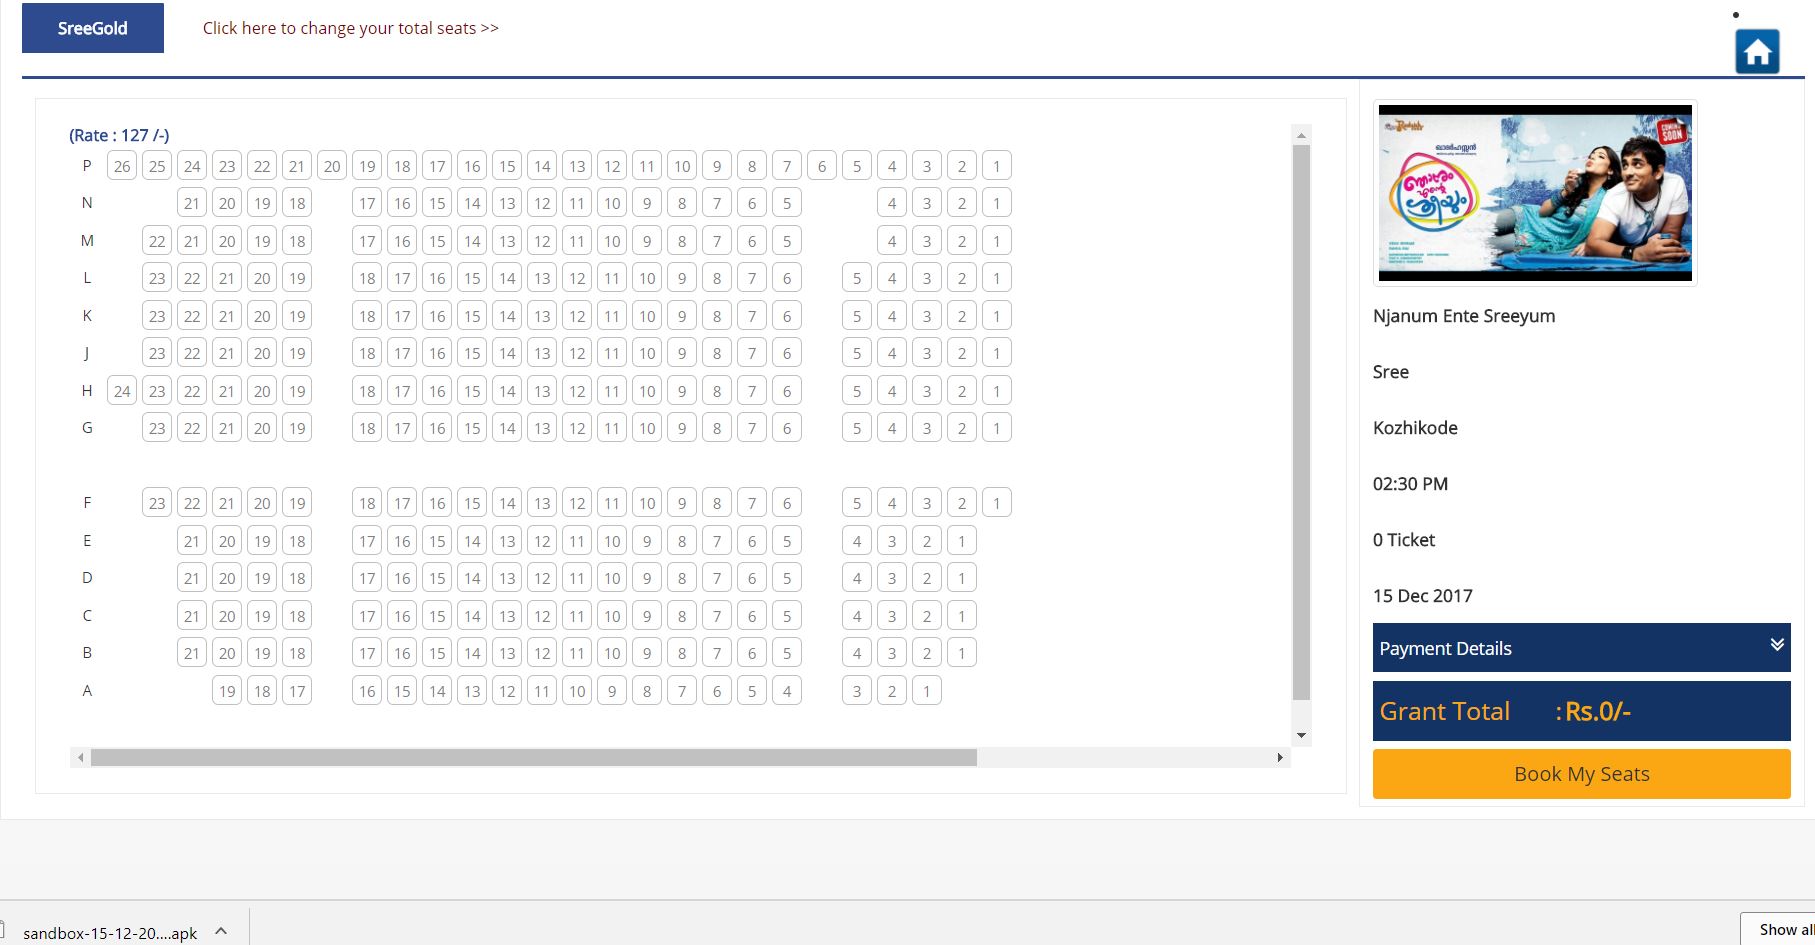 SreeGold
Click here to change your total seats >>
(Rate : 127 /-)
P 26 25 24 23 22 21 20 19 18 17 16 15 14 13 12 11 10 9 8 7 6 5 4 3 2 1
N 21 20 19 18 17 16 15 14 13 12 11 10 9 8 7 6 5 4 3 2 1
M 22 21 20 19 18 17 16 15 14 13 12 11 10 9 8 7 6 5 4 3 2 1
L 23 22 21 20 19 18 17 16 15 14 13 12 11 10 9 8 7 6 5 4 3 2 1
K 23 22 21 20 19 18 17 16 15 14 13 12 11 10 9 8 7 6 5 4 3 2 1
J 23 22 21 20 19 18 17 16 15 14 13 12 11 10 9 8 7 6 5 4 3 2 1
H 24 23 22 21 20 19 18 17 16 15 14 13 12 11 10 9 8 7 6 5 4 3 2 1
G 23 22 21 20 19 18 17 16 15 14 13 12 11 10 9 8 7 6 5 4 3 2 1
F 23 22 21 20 19 18 17 16 15 14 13 12 11 10 9 8 7 6 5 4 3 2 1
E 21 20 19 18 17 16 15 14 13 12 11 10 9 8 7 6 5 4 3 2 1
D 21 20 19 18 17 16 15 14 13 12 11 10 9 8 7 6 5 4 3 2 1
C 21 20 19 18 17 16 15 14 13 12 11 10 9 8 7 6 5 4 3 2 1
B 21 20 19 18 17 16 15 14 13 12 11 10 9 8 7 6 5 4 3 2 1
A 19 18 17 16 15 14 13 12 11 10 9 8 7 6 5 4 3 2 1
COMING
SOON
ഞാനും
എന്റെ
ശ്രീയും
Njanum Ente Sreeyum
Sree
Kozhikode
02:30 PM
0 Ticket
15 Dec 2017
Payment Details
Grant Total :Rs.0/-
Book My Seats
sandbox-15-12-20....apk
Show all